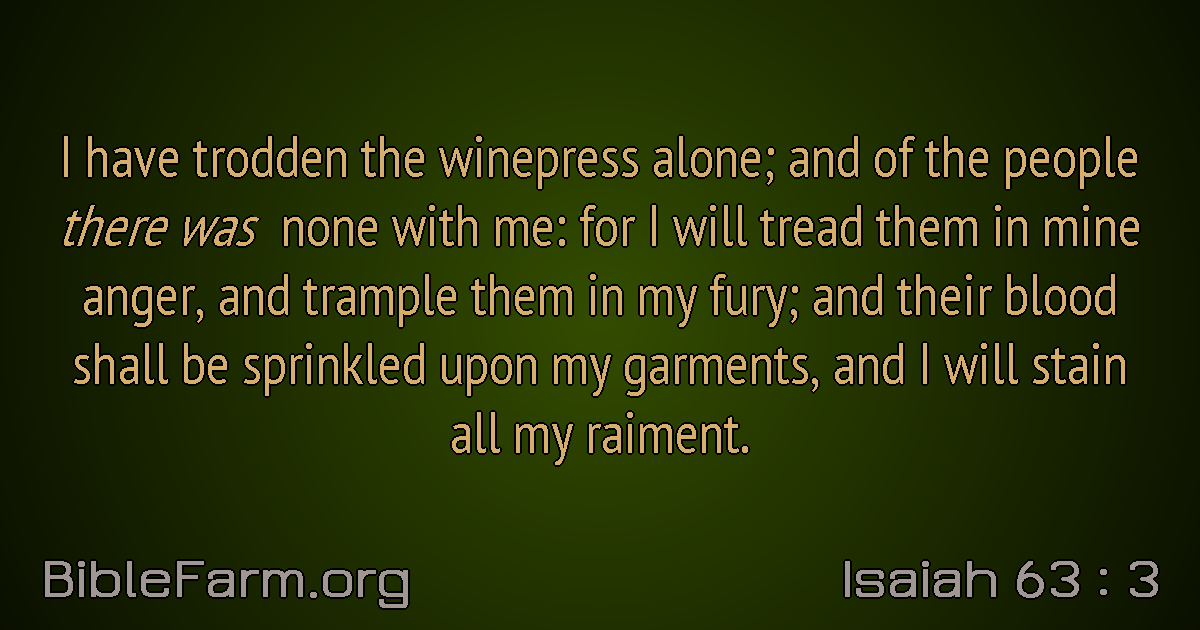 I have trodden the winepress alone; and of the people
there was none with me: for I will tread them in mine
anger, and trample them in my fury; and their blood
shall be sprinkled upon my garments, and I will stain
all my raiment.
BibleFarm.org
Isaiah 63 : 3